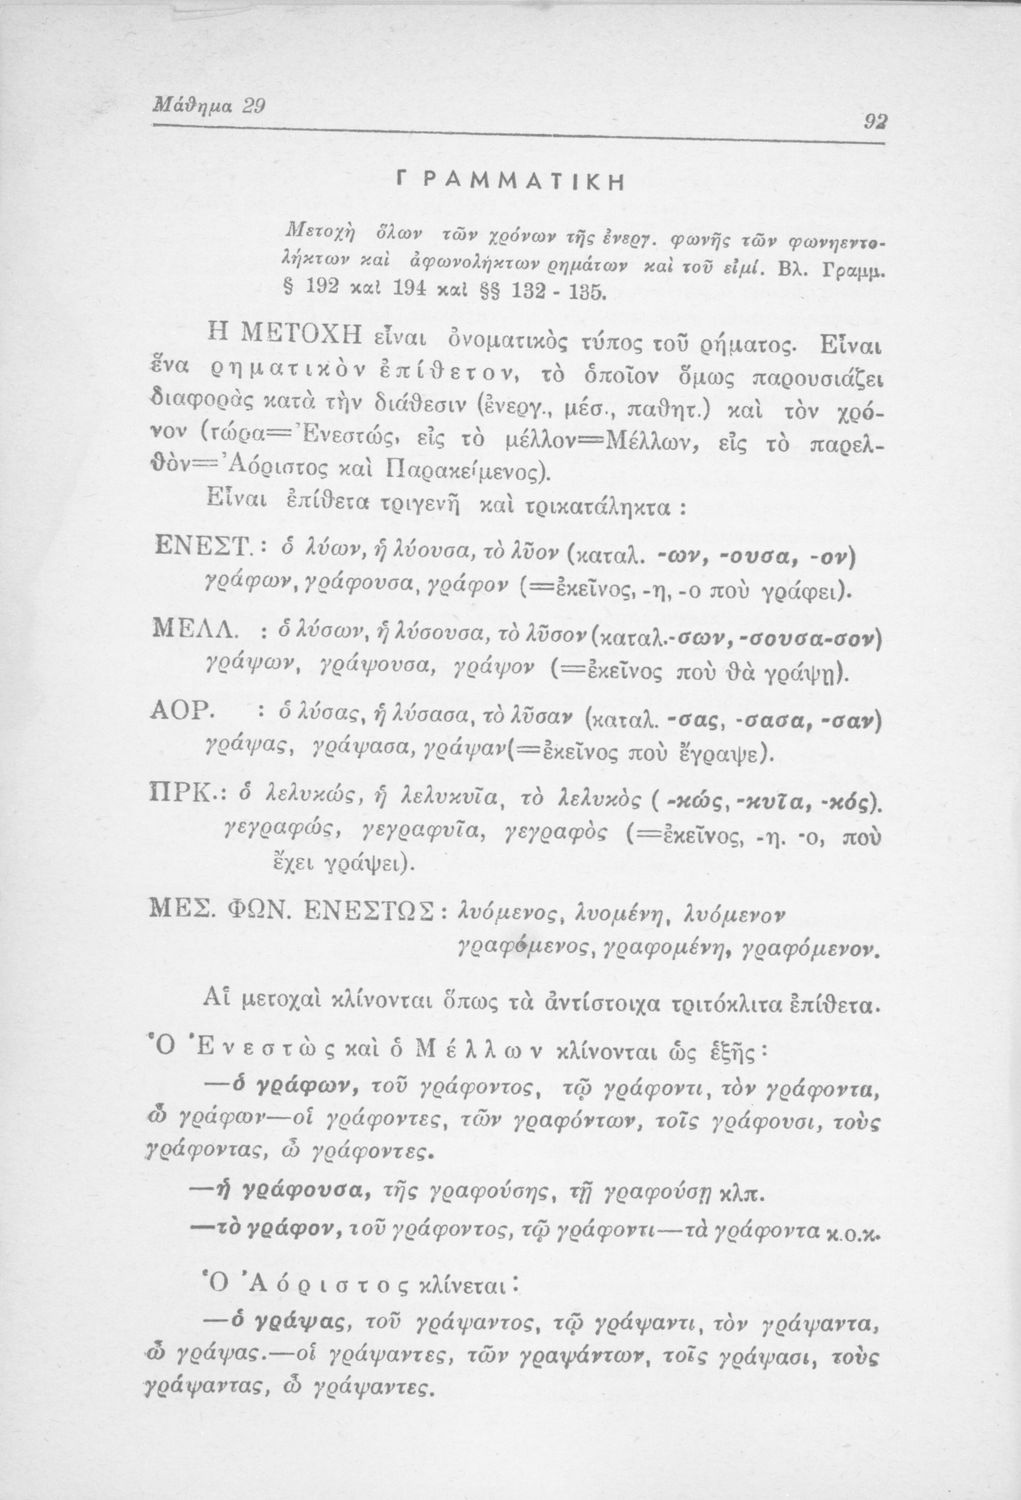 Μάθημα 29
92
ΓΡΑΜΜΑΤΙΚΗ
Μετοχὴ ὅλων τῶν χρόνων τῆς ἐνεργ. φωνῆς τῶν φωνηεντο-
λήκτων καὶ ἀφωνολήκτων ρημάτων καὶ τοῦ εἰμί. Βλ. Γραμμ.
§ 192 καὶ 194 καὶ §§ 132 - 135.
Η ΜΕΤΟΧΗ εἶναι ὀνοματικὸς τύπος τοῦ ρήματος. Εἶναι
ἕνα ρηματικὸν ἐπίθετον, τὸ ὁποῖον ὅμως παρουσιάζει
διαφορὰς κατὰ τὴν διάθεσιν (ἐνεργ., μέσ., παθητ.) καὶ τὸν χρό-
νον (τώρα=Ἐνεστώς, εἰς τὸ μέλλον=Μέλλων, εἰς τὸ παρελ-
θὸν=Ἀόριστος καὶ Παρακείμενος).
Εἶναι ἐπίθετα τριγενῆ καὶ τρικατάληκτα :
ΕΝΕΣΤ. : ὁ λύων, ἡ λύουσα, τὸ λῦον (καταλ. -ων, -ουσα, -ον)
γράφων, γράφουσα, γράφον (=ἐκεῖνος, -η, -ο ποὺ γράφει).
ΜΕΛΛ. : ὁ λύσων, ἡ λύσουσα, τὸ λῦσον (καταλ.-σων, -σουσα-σον)
γράψων, γράψουσα, γράψον (=ἐκεῖνος ποὺ θὰ γράψῃ).
ΑΟΡ. : ὁ λύσας, ἡ λύσασα, τὸ λῦσαν (καταλ. -σας, -σασα, -σαν)
γράψας, γράψασα, γράψαν(=ἐκεῖνος ποὺ ἔγραψε).
ΠΡΚ.: ὁ λελυκώς, ἡ λελυκυῖα, τὸ λελυκὸς ( -κώς, -κυῖα, -κός).
γεγραφώς, γεγραφυῖα, γεγραφὸς (=ἐκεῖνος, -η. -ο, ποὺ
ἔχει γράψει).
ΜΕΣ. ΦΩΝ. ΕΝΕΣΤΩΣ : λυόμενος, λυομένη, λυόμενον
γραφόμενος, γραφομένη, γραφόμενον.
Αἱ μετοχαὶ κλίνονται ὅπως τὰ ἀντίστοιχα τριτόκλιτα ἐπίθετα.
Ὁ Ἐνεστὼς καὶ ὁ Μέλλων κλίνονται ὡς ἑξῆς :
—ὁ γράφων, τοῦ γράφοντος, τῷ γράφοντι, τὸν γράφοντα,
ὦ γράφων—οἱ γράφοντες, τῶν γραφόντων, τοῖς γράφουσι, τοὺς
γράφοντας, ὦ γράφοντες.
—ἡ γράφουσα, τῆς γραφούσης, τῇ γραφούσῃ κλπ.
—τὸ γράφον, τοῦ γράφοντος, τῷ γράφοντι—τὰ γράφοντα κ.ο.κ.
Ὁ Ἀόριστος κλίνεται :
—ὁ γράψας, τοῦ γράψαντος, τῷ γράψαντι, τὸν γράψαντα,
ὦ γράψας.—οἱ γράψαντες, τῶν γραψάντων, τοῖς γράψασι, τοὺς
γράψαντας, ὦ γράψαντες.